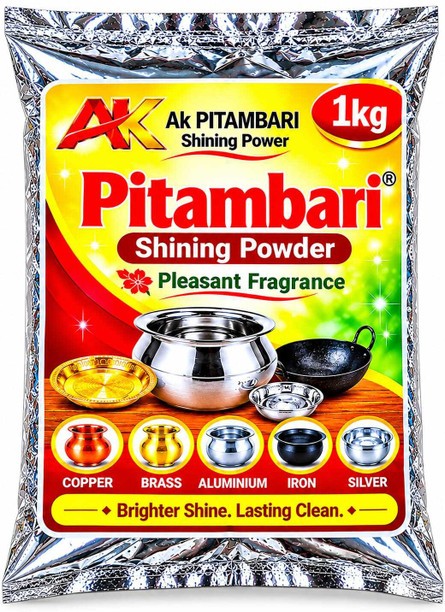 AK
Ak PITAMBARI
Shining Power
1kg
Pitambari®
Shining Powder
Pleasant Fragrance
COPPER
BRASS
ALUMINIUM
IRON
SILVER
Brighter Shine. Lasting Clean.